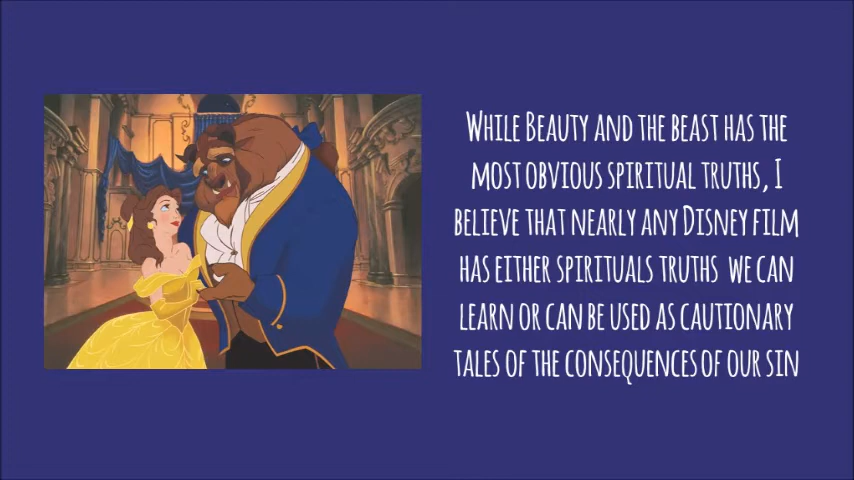 While Beauty and the beast has the
most obvious spiritual truths, I
believe that nearly any Disney film
has either spirituals truths we can
learn or can be used as cautionary
tales of the consequences of our sin